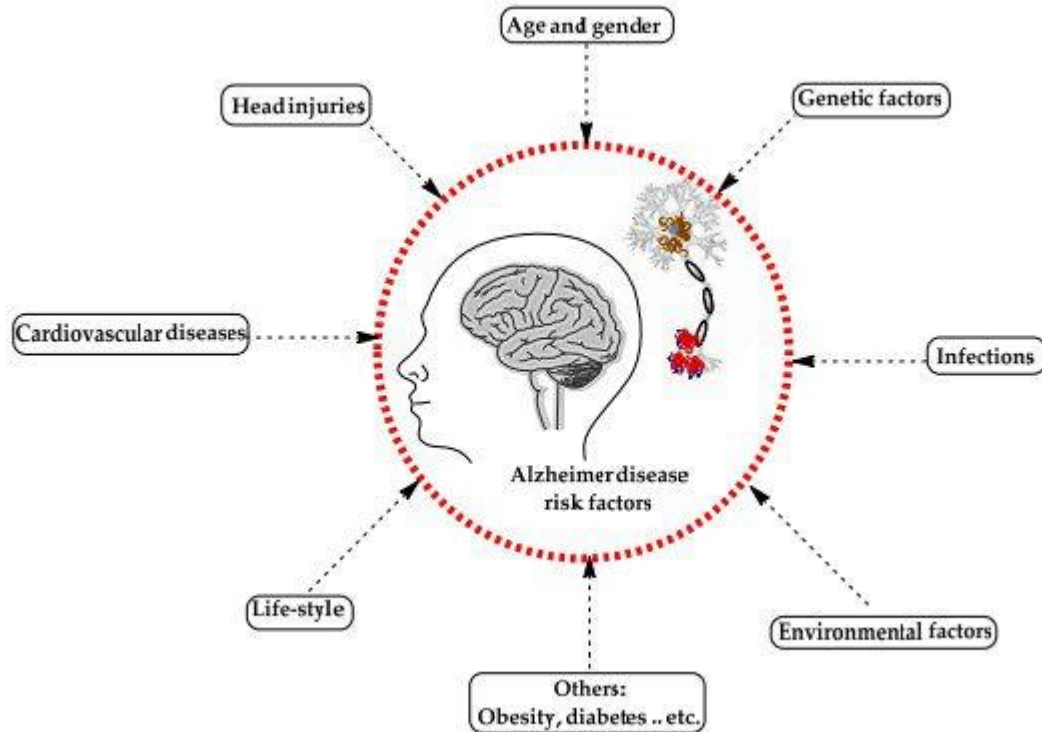 Age and gender
Head injuries
Genetic factors
Cardiovascular diseases
Infections
Alzheimer disease
risk factors
Life-style
Environmental factors
Others:
Obesity, diabetes .. etc.